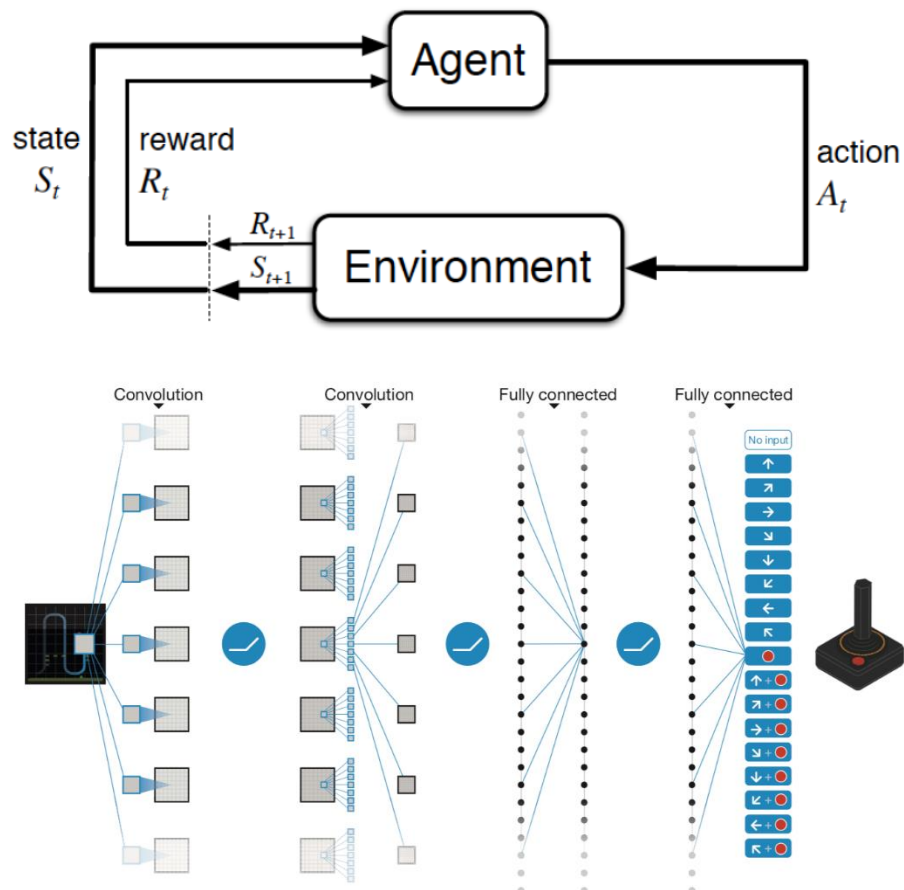 Agent
state
S_t
reward
R_t
action
A_t
R_{t+1}
S_{t+1}
Environment
Convolution
Convolution
Fully connected
Fully connected
No input
↑
↗
→
↘
↓
↙
←
↖
↑ +
↗ +
→ +
↘ +
↓ +
↙ +
← +
↖ +